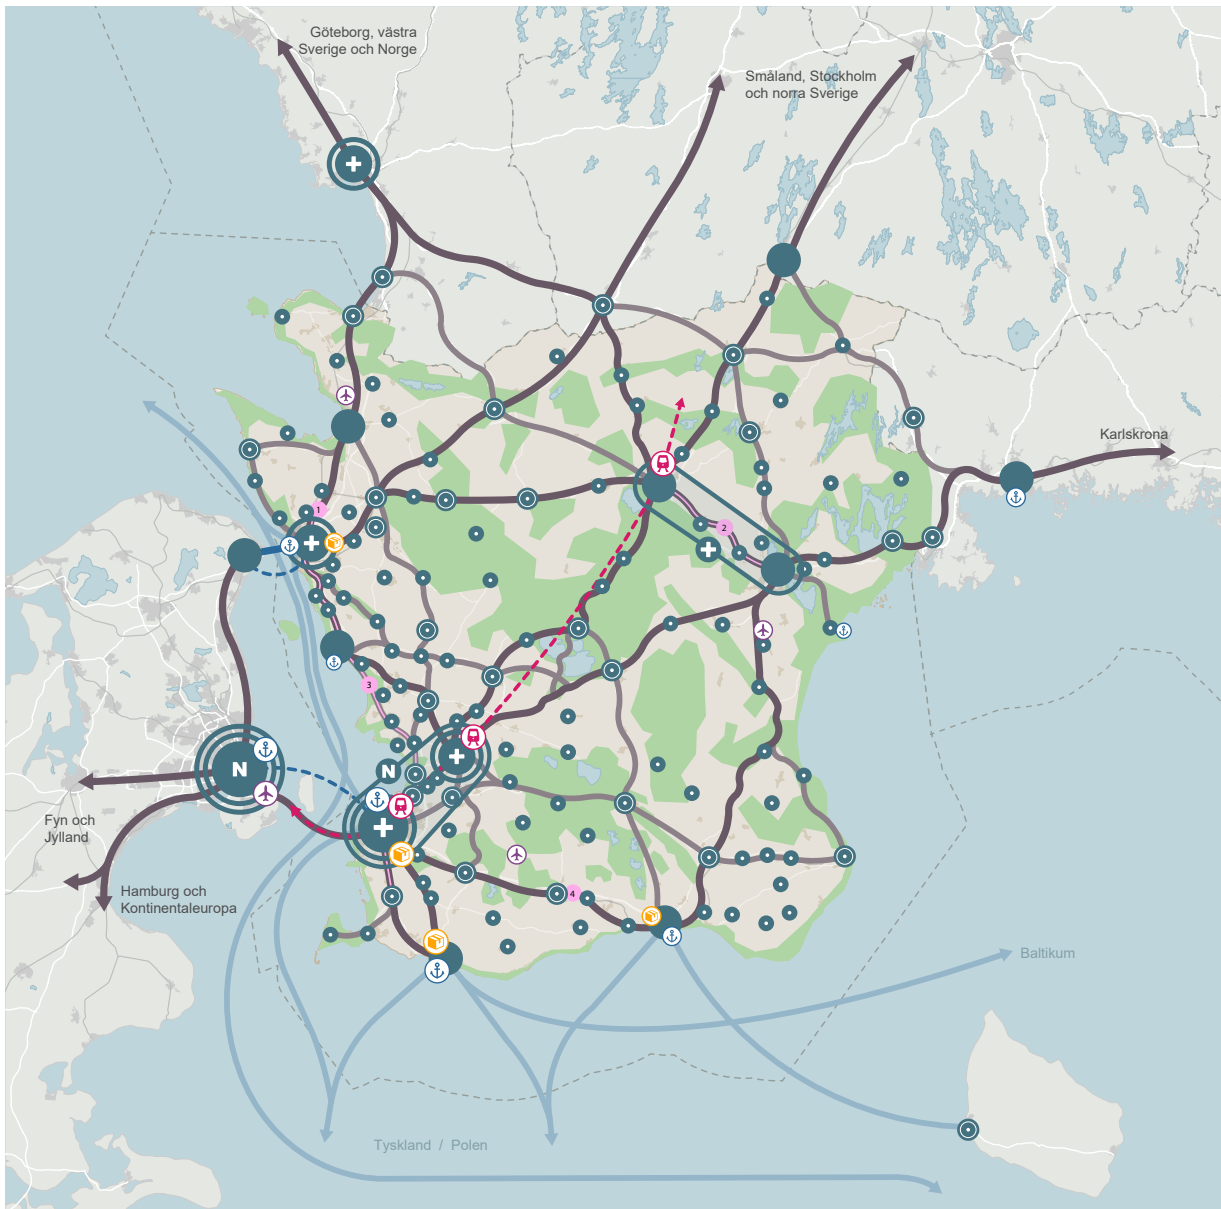 Göteborg, västra
Sverige och Norge
Småland, Stockholm
och norra Sverige
Karlskrona
1
2
3
N
N
Fyn och
Jylland
Hamburg och
Kontinentaleuropa
4
Baltikum
Tyskland / Polen